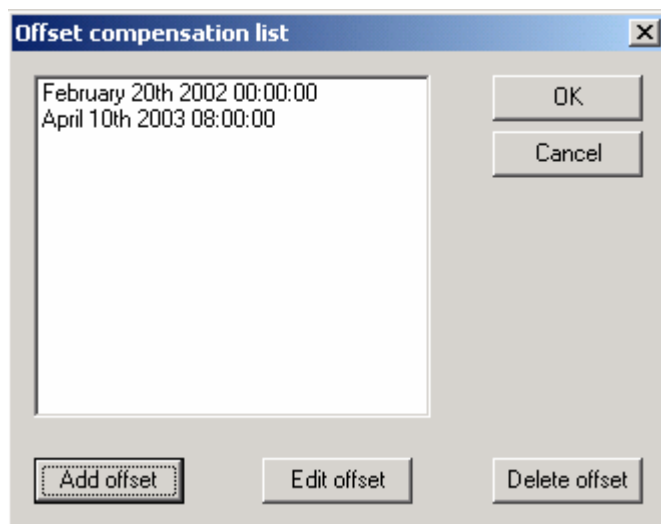 Offset compensation list
February 20th 2002 00:00:00
April 10th 2003 08:00:00
OK
Cancel
Add offset
Edit offset
Delete offset